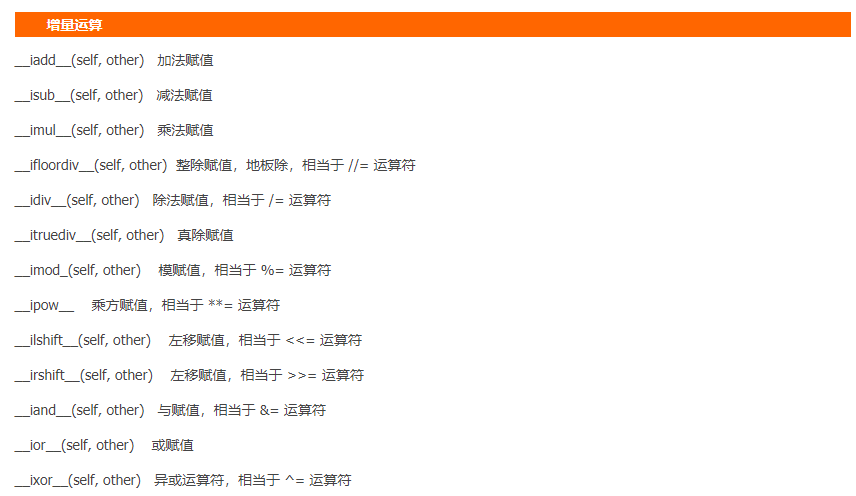 增量运算
__iadd__(self, other) 加法赋值
__isub__(self, other) 减法赋值
__imul__(self, other) 乘法赋值
__ifloordiv__(self, other) 整除赋值，地板除，相当于 //= 运算符
__idiv__(self, other) 除法赋值，相当于 /= 运算符
__itruediv__(self, other) 真除赋值
__imod_(self, other) 模赋值，相当于 %= 运算符
__ipow__ 乘方赋值，相当于 **= 运算符
__ilshift__(self, other) 左移赋值，相当于 <<= 运算符
__irshift__(self, other) 左移赋值，相当于 >>= 运算符
__iand__(self, other) 与赋值，相当于 &= 运算符
__ior__(self, other) 或赋值
__ixor__(self, other) 异或运算符，相当于 ^= 运算符